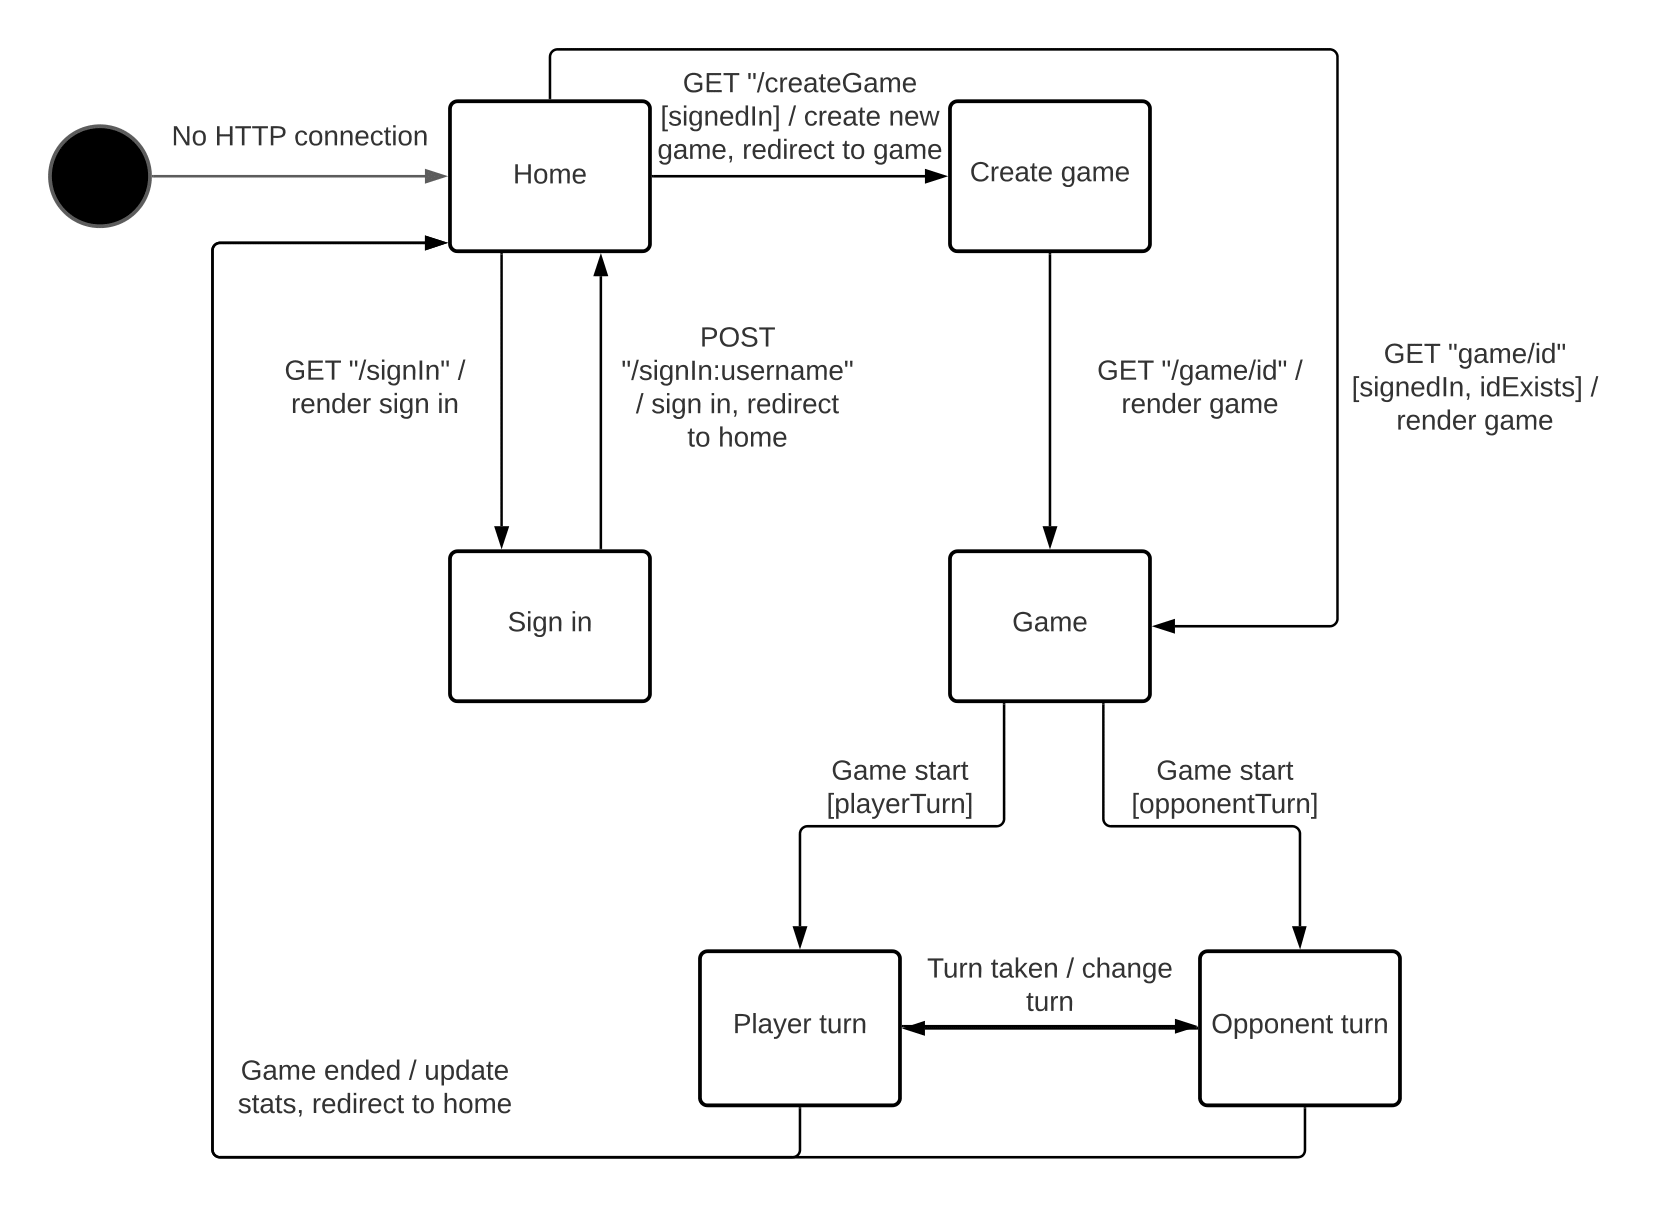 GET "/createGame
[signedIn] / create new
game, redirect to game
No HTTP connection
Home
Create game
GET "/signIn" /
render sign in
POST
"/signIn:username"
/ sign in, redirect
to home
GET "/game/id" /
render game
GET "game/id"
[signedIn, idExists] /
render game
Sign in
Game
Game start
[playerTurn]
Game start
[opponentTurn]
Turn taken / change
turn
Player turn
Opponent turn
Game ended / update
stats, redirect to home